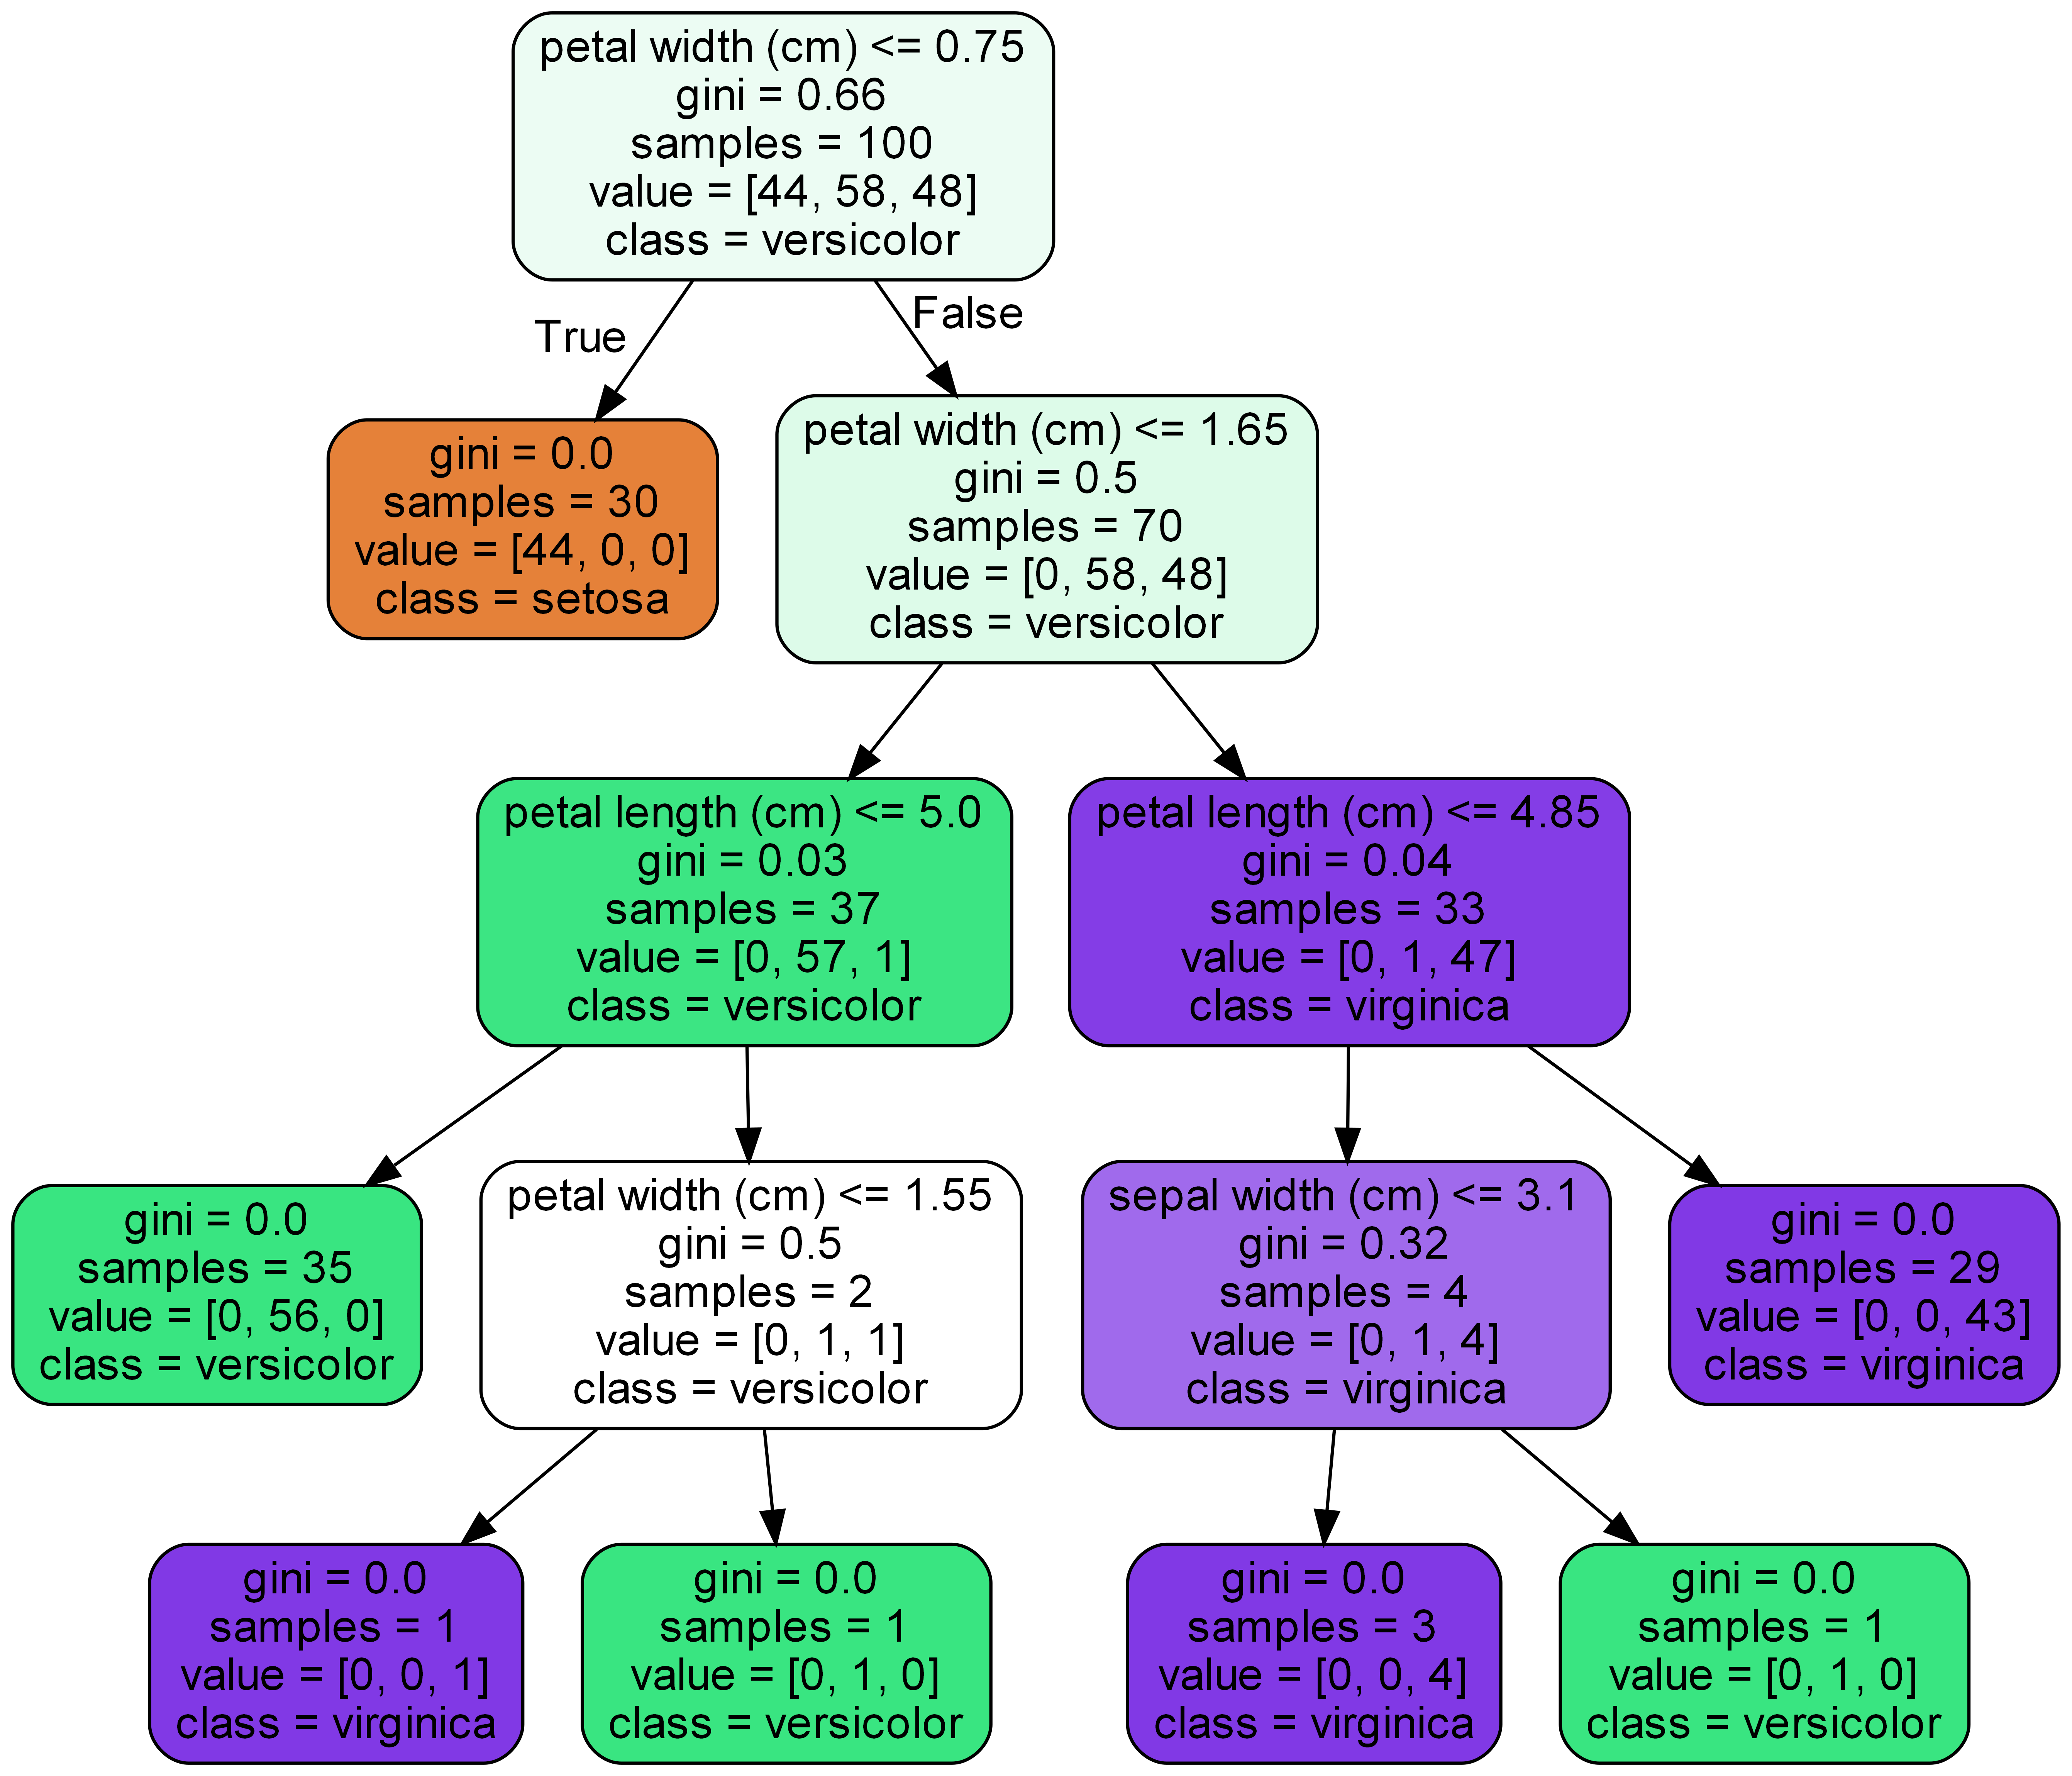 petal width (cm) <= 0.75
gini = 0.66
samples = 100
value = [44, 58, 48]
class = versicolor
True
False
gini = 0.0
samples = 30
value = [44, 0, 0]
class = setosa
petal width (cm) <= 1.65
gini = 0.5
samples = 70
value = [0, 58, 48]
class = versicolor
petal length (cm) <= 5.0
gini = 0.03
samples = 37
value = [0, 57, 1]
class = versicolor
petal length (cm) <= 4.85
gini = 0.04
samples = 33
value = [0, 1, 47]
class = virginica
gini = 0.0
samples = 35
value = [0, 56, 0]
class = versicolor
petal width (cm) <= 1.55
gini = 0.5
samples = 2
value = [0, 1, 1]
class = versicolor
sepal width (cm) <= 3.1
gini = 0.32
samples = 4
value = [0, 1, 4]
class = virginica
gini = 0.0
samples = 29
value = [0, 0, 43]
class = virginica
gini = 0.0
samples = 1
value = [0, 0, 1]
class = virginica
gini = 0.0
samples = 1
value = [0, 1, 0]
class = versicolor
gini = 0.0
samples = 3
value = [0, 0, 4]
class = virginica
gini = 0.0
samples = 1
value = [0, 1, 0]
class = versicolor